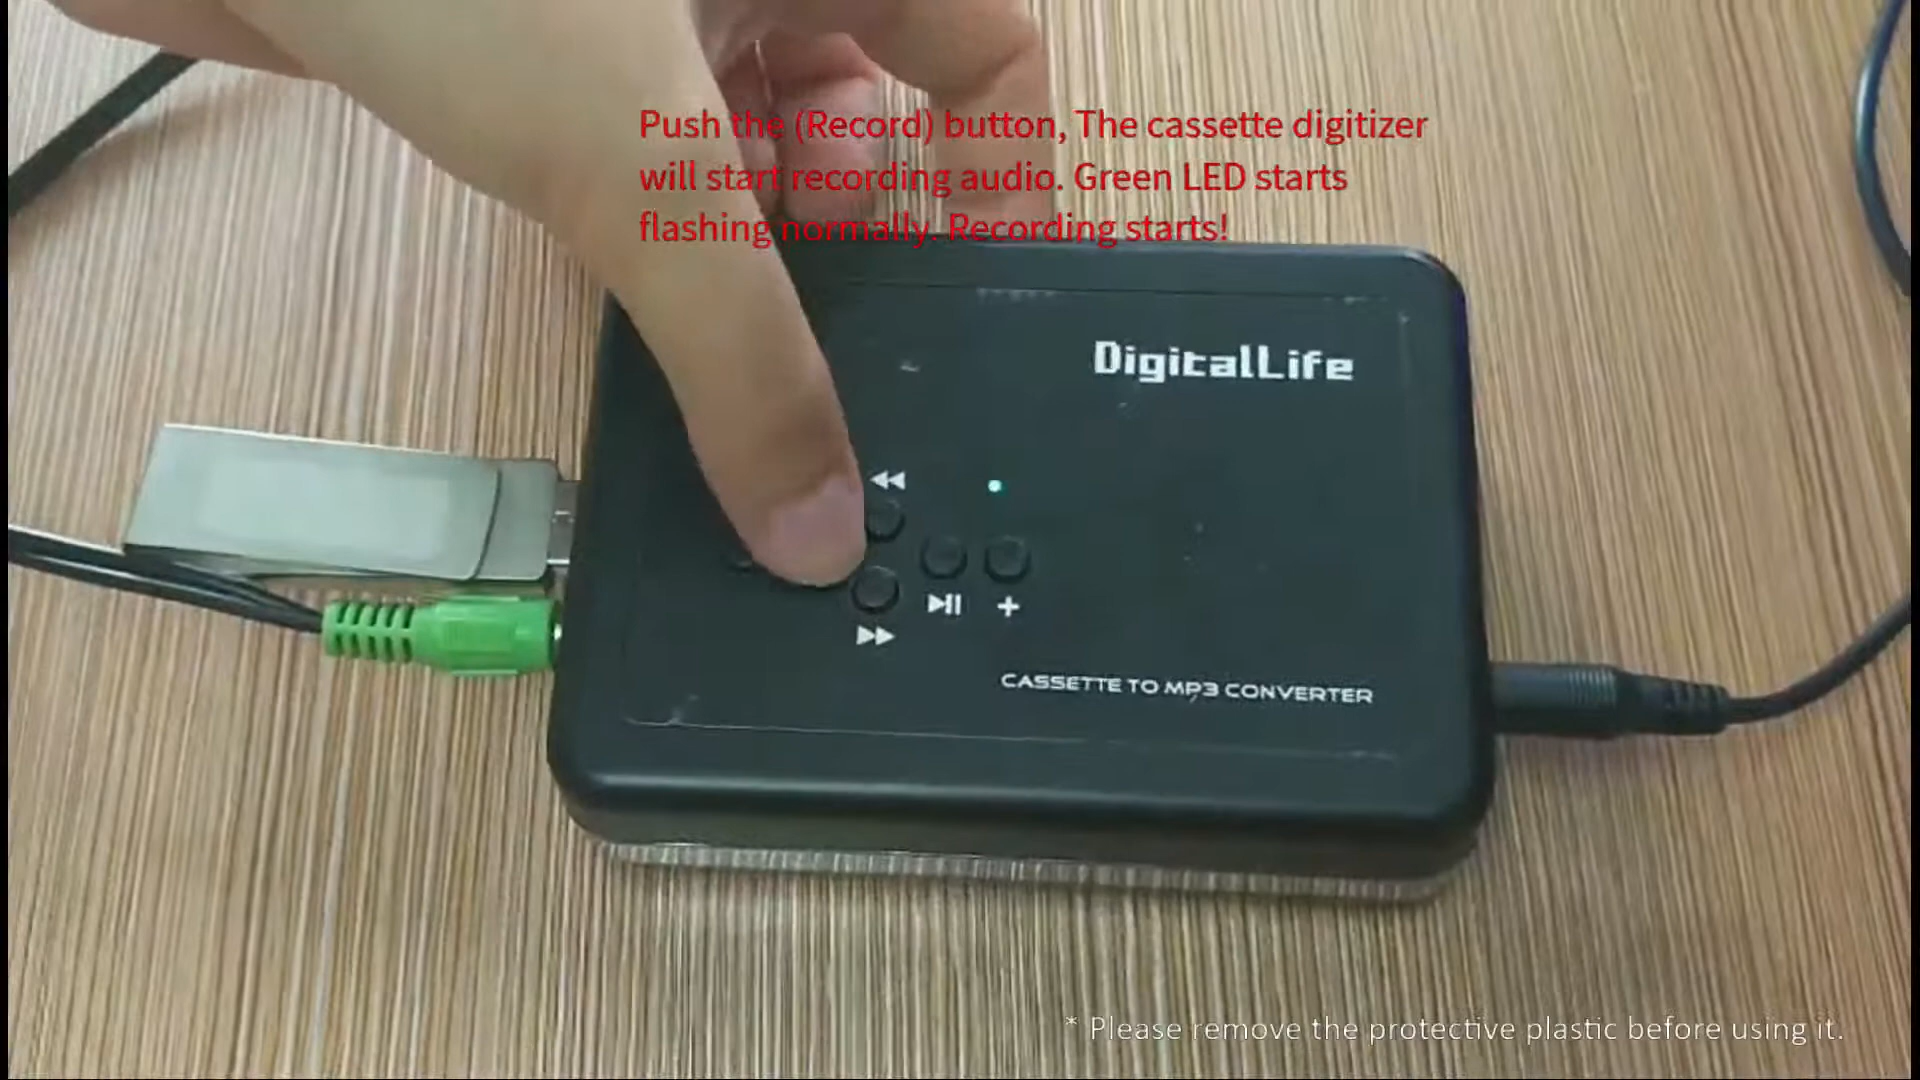 Push the (Record) button, The cassette digitizer
will start recording audio. Green LED starts
flashing normally. Recording starts!
DigitalLife
+
CASSETTE TO MP3 CONVERTER
* Please remove the protective plastic before using it.